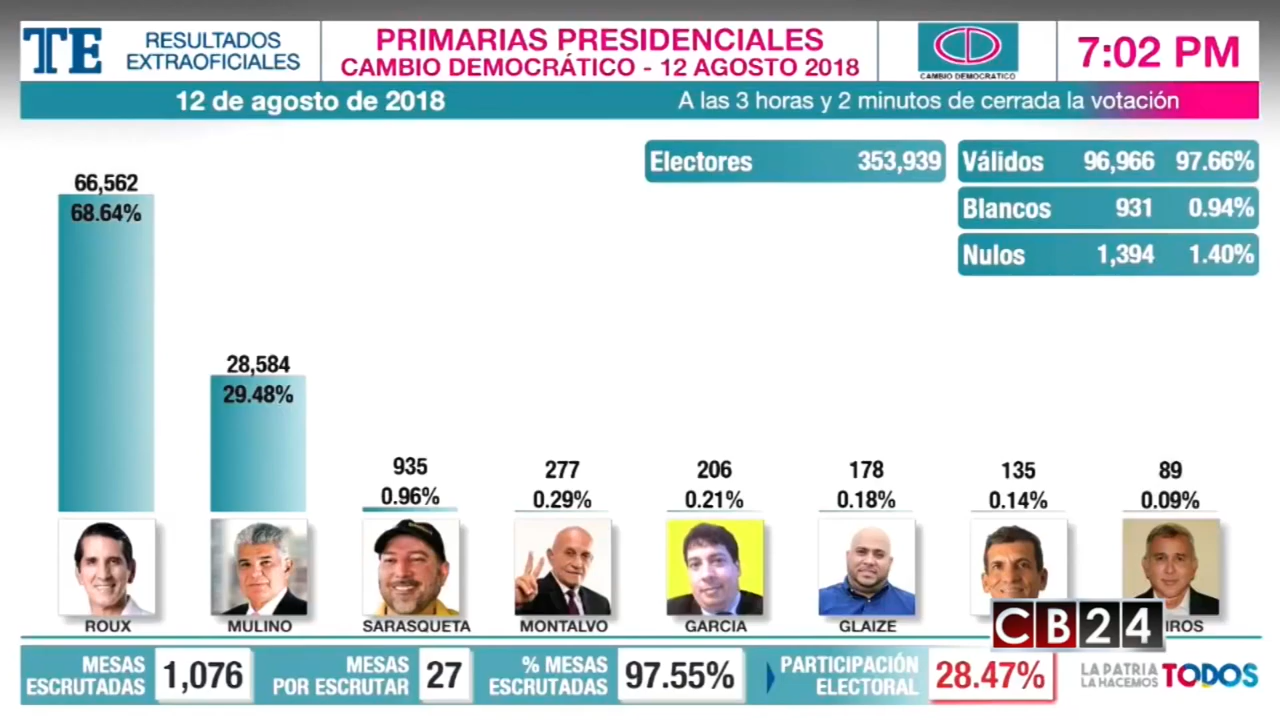 TE
RESULTADOS
EXTRAOFICIALES
PRIMARIAS PRESIDENCIALES
CAMBIO DEMOCRÁTICO - 12 AGOSTO 2018
CD
CAMBIO DEMOCRÁTICO
7:02 PM
12 de agosto de 2018
A las 3 horas y 2 minutos de cerrada la votación
Electores 353,939
Válidos 96,966 97.66%
Blancos 931 0.94%
Nulos 1,394 1.40%
66,562
68.64%
28,584
29.48%
935
0.96%
277
0.29%
206
0.21%
178
0.18%
135
0.14%
89
0.09%
ROUX
MULINO
SARASQUETA
MONTALVO
GARCIA
GLAIZE
IROS
CB24
MESAS
ESCRUTADAS
1,076
MESAS
POR ESCRUTAR
27
% MESAS
ESCRUTADAS
97.55%
PARTICIPACIÓN
ELECTORAL
28.47%
LA PATRIA
LA HACEMOS
TODOS